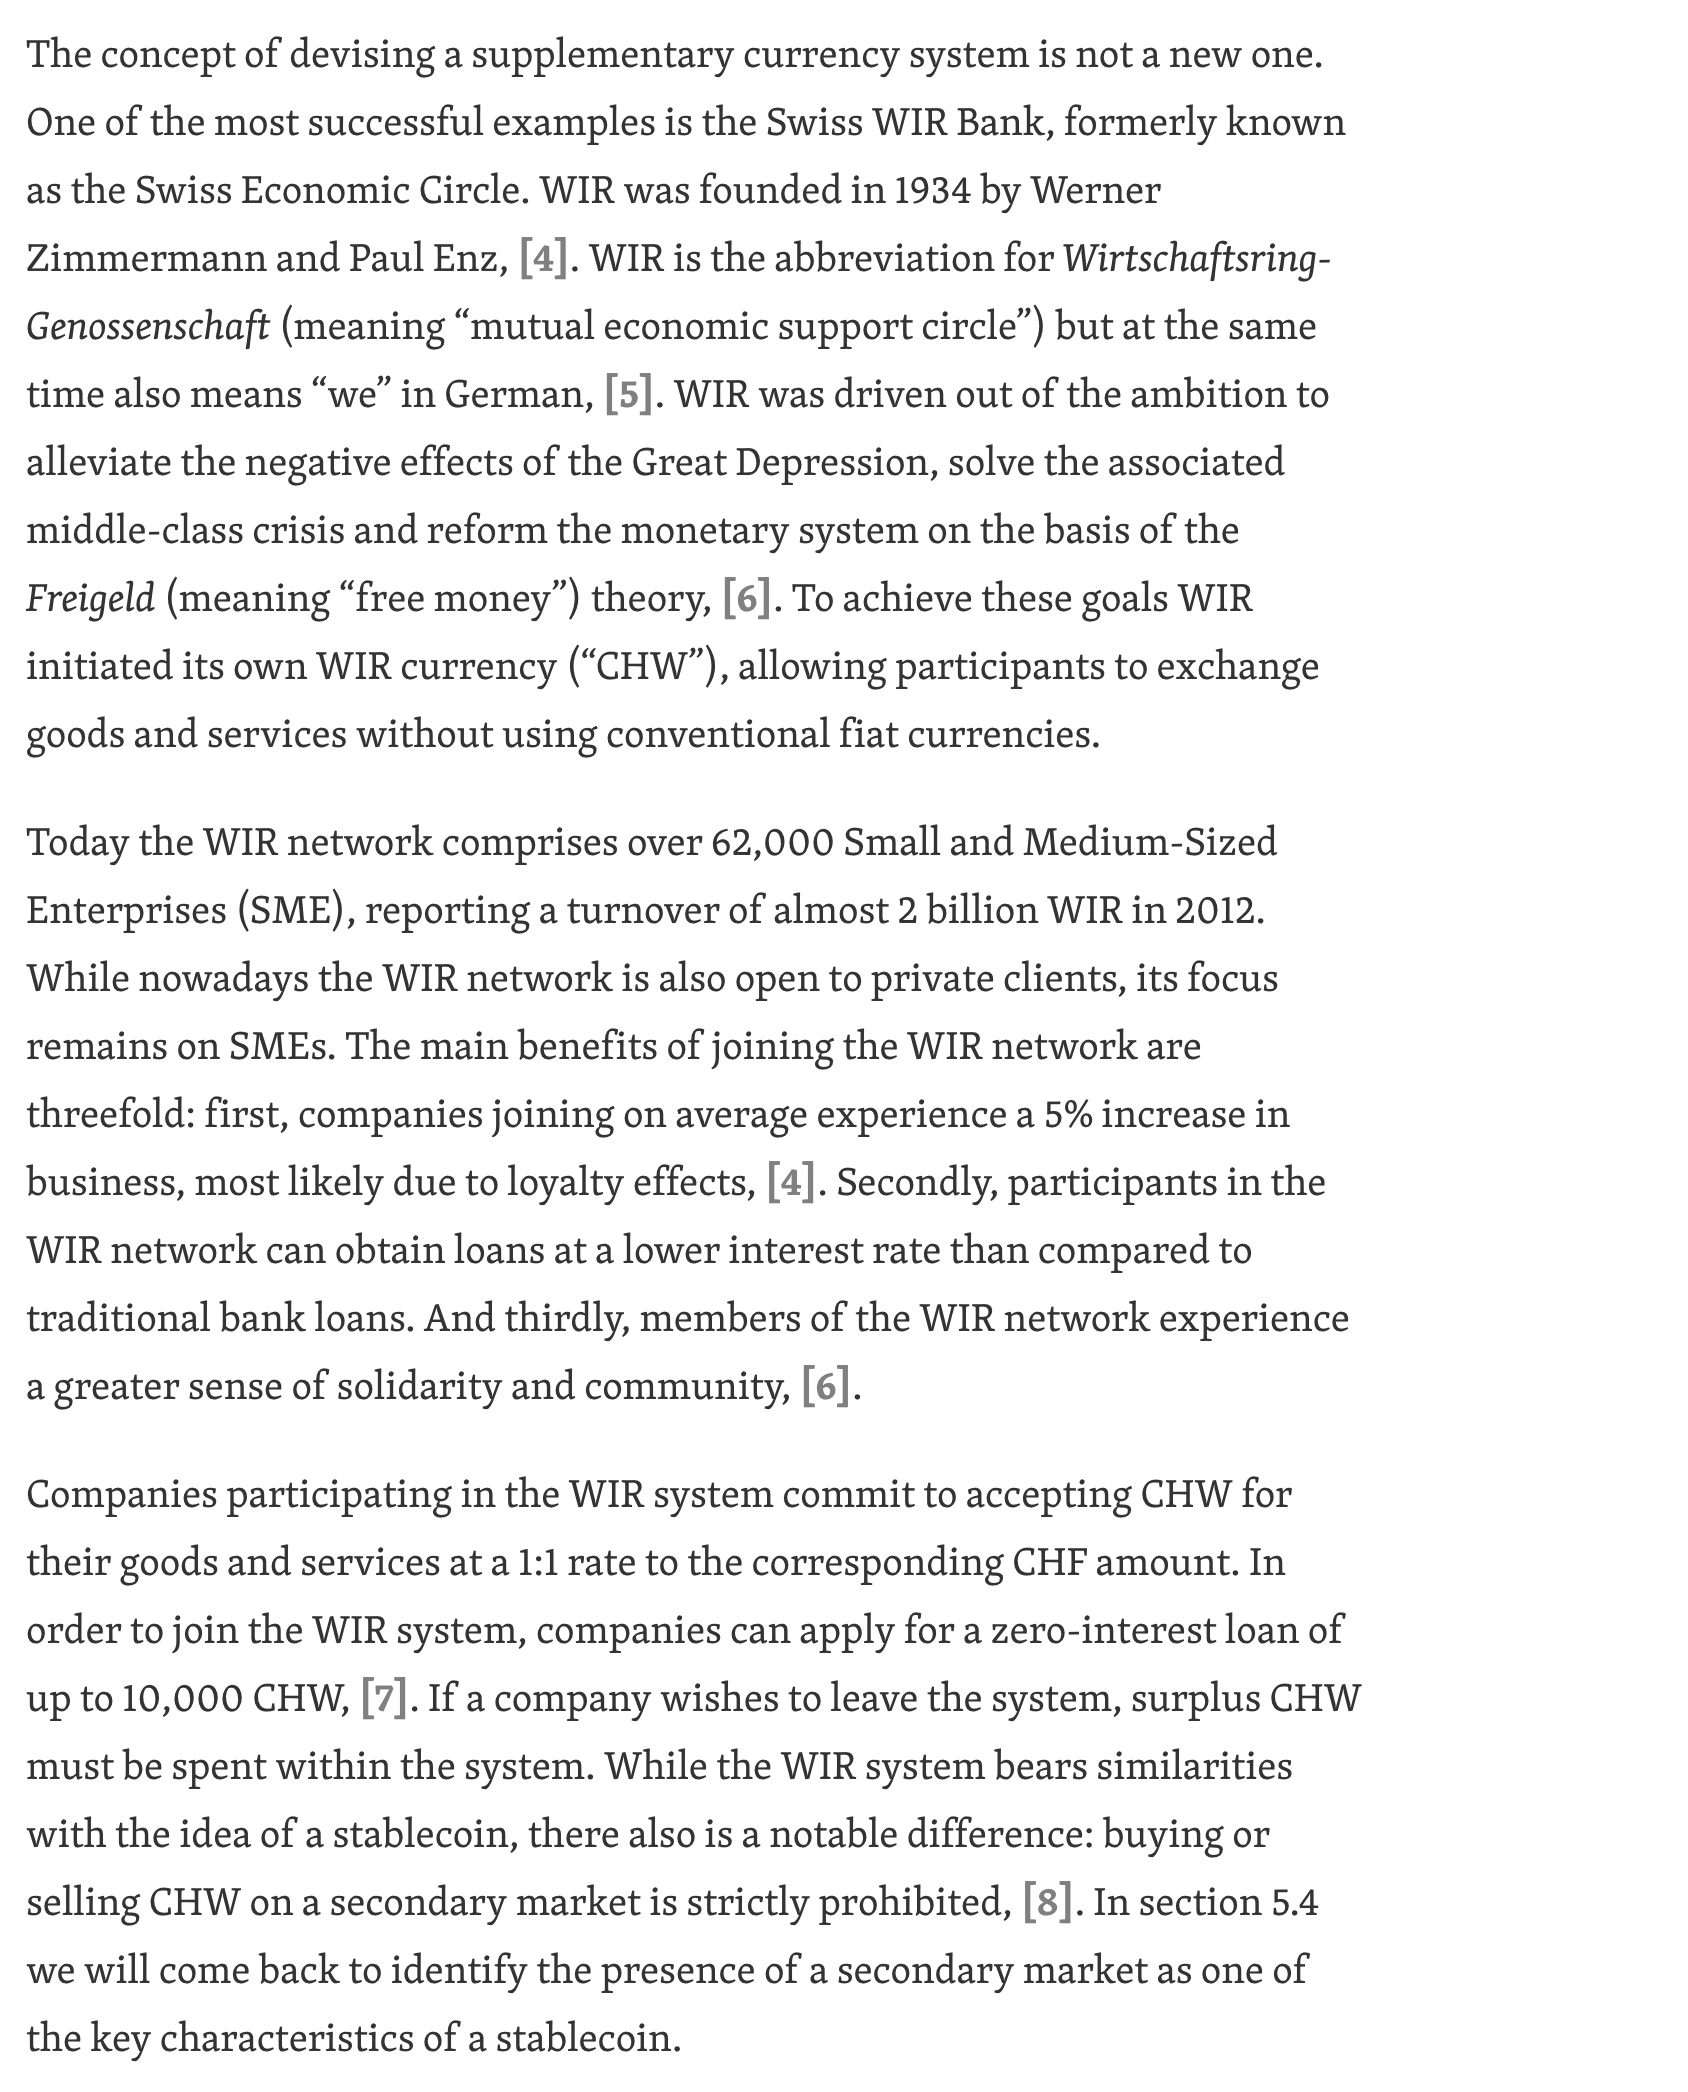 The concept of devising a supplementary currency system is not a new one.
One of the most successful examples is the Swiss WIR Bank, formerly known
as the Swiss Economic Circle. WIR was founded in 1934 by Werner
Zimmermann and Paul Enz, [4]. WIR is the abbreviation for Wirtschaftsring-
Genossenschaft (meaning “mutual economic support circle”) but at the same
time also means “we” in German, [5]. WIR was driven out of the ambition to
alleviate the negative effects of the Great Depression, solve the associated
middle-class crisis and reform the monetary system on the basis of the
Freigeld (meaning “free money”) theory, [6]. To achieve these goals WIR
initiated its own WIR currency (“CHW”), allowing participants to exchange
goods and services without using conventional fiat currencies.
Today the WIR network comprises over 62,000 Small and Medium-Sized
Enterprises (SME), reporting a turnover of almost 2 billion WIR in 2012.
While nowadays the WIR network is also open to private clients, its focus
remains on SMEs. The main benefits of joining the WIR network are
threefold: first, companies joining on average experience a 5% increase in
business, most likely due to loyalty effects, [4]. Secondly, participants in the
WIR network can obtain loans at a lower interest rate than compared to
traditional bank loans. And thirdly, members of the WIR network experience
a greater sense of solidarity and community, [6].
Companies participating in the WIR system commit to accepting CHW for
their goods and services at a 1:1 rate to the corresponding CHF amount. In
order to join the WIR system, companies can apply for a zero-interest loan of
up to 10,000 CHW, [7]. If a company wishes to leave the system, surplus CHW
must be spent within the system. While the WIR system bears similarities
with the idea of a stablecoin, there also is a notable difference: buying or
selling CHW on a secondary market is strictly prohibited, [8]. In section 5.4
we will come back to identify the presence of a secondary market as one of
the key characteristics of a stablecoin.